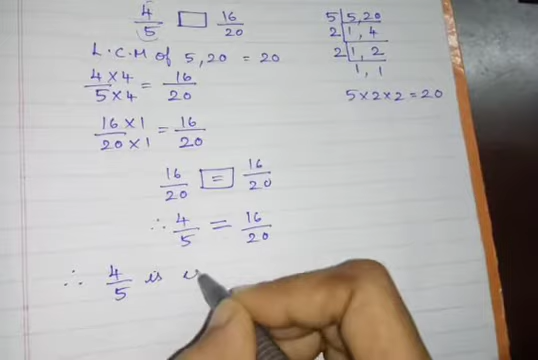 4/5 □ 16/20
L.C.M of 5, 20 = 20
4 × 4 / 5 × 4 = 16/20
16 × 1 / 20 × 1 = 16/20
16/20 = 16/20
∴ 4/5 = 16/20
∴ 4/5 is
5 | 5, 20
2 | 1, 4
2 | 1, 2
1, 1
5 × 2 × 2 = 20